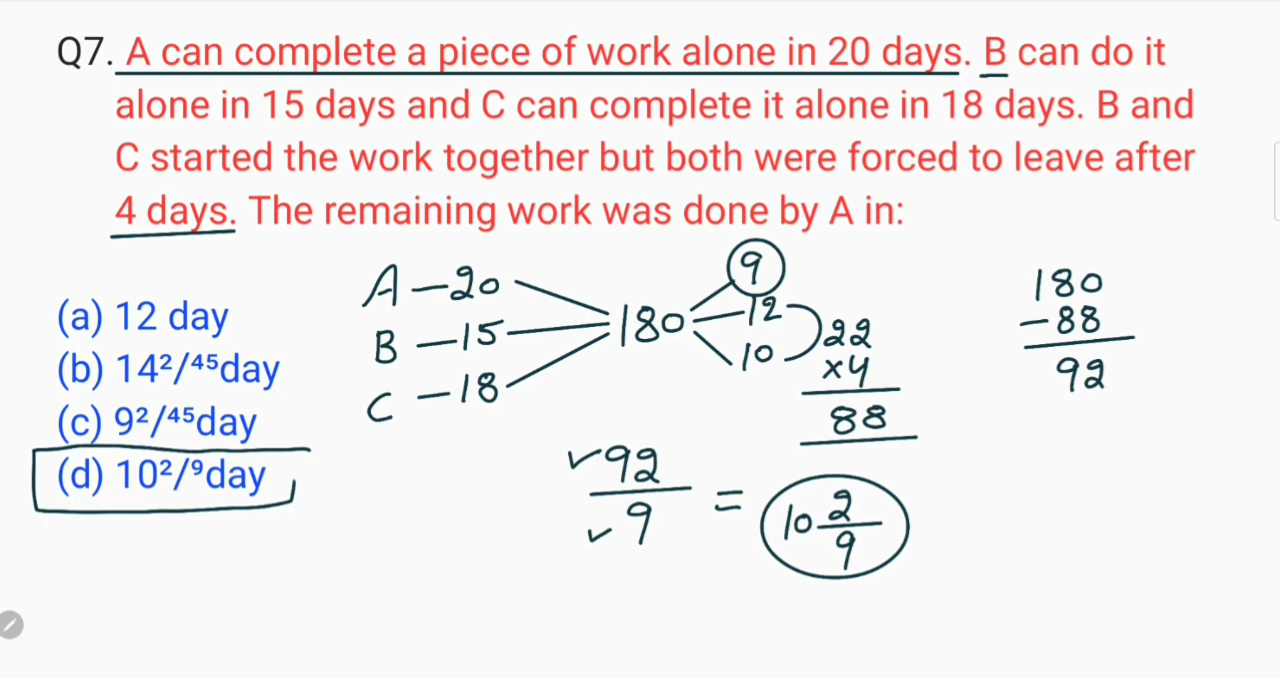 Q7. A can complete a piece of work alone in 20 days. B can do it
alone in 15 days and C can complete it alone in 18 days. B and
C started the work together but both were forced to leave after
4 days. The remaining work was done by A in:
(a) 12 day
(b) 14²/⁴⁵day
(c) 9²/⁴⁵day
(d) 10²/⁹day
A - 20
B - 15
C - 18
180
9
12
10
22
x4
88
180
- 88
92
92/9 = 10 2/9